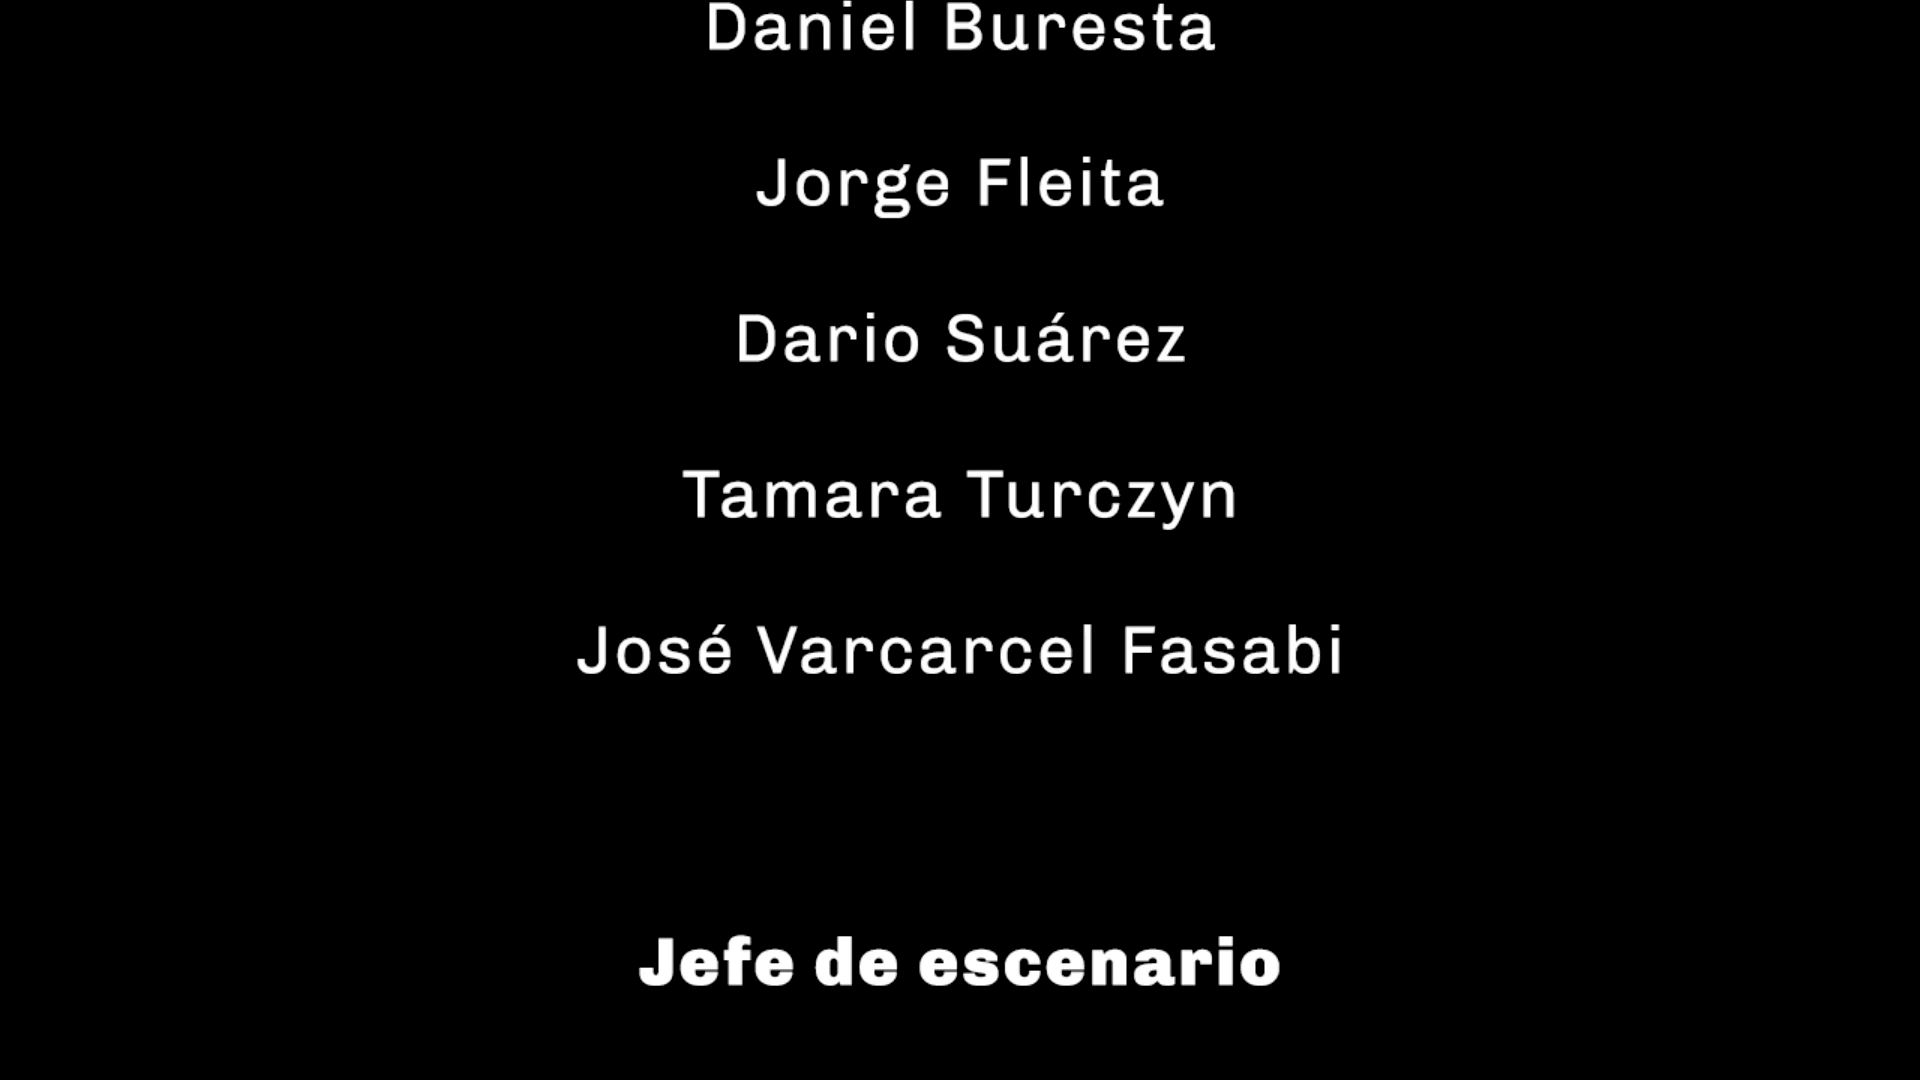 Daniel Buresta
Jorge Fleita
Dario Suárez
Tamara Turczyn
José Varcarcel Fasabi
Jefe de escenario